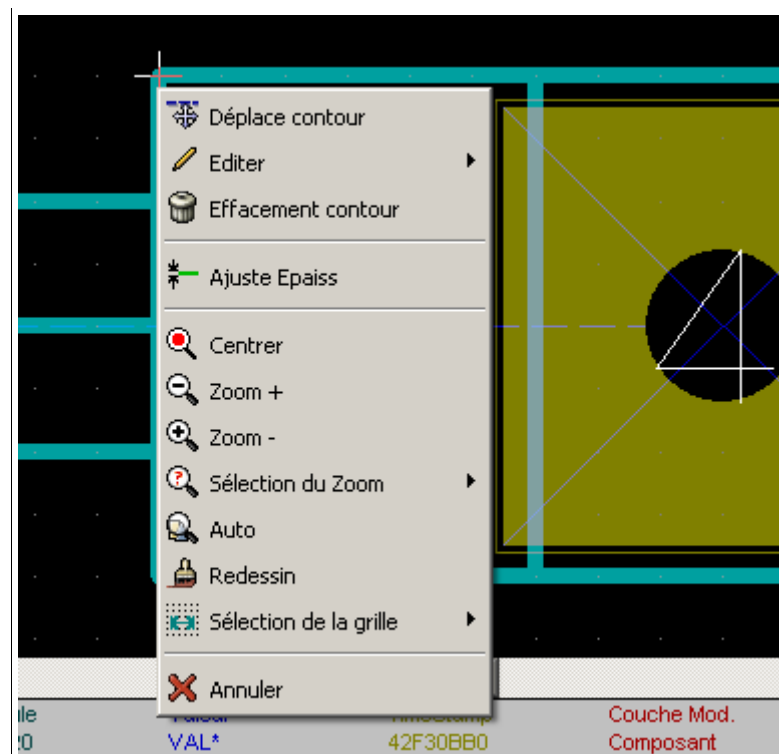 Déplace contour
Editer
Effacement contour
Ajuste Epaiss
Centrer
Zoom +
Zoom -
Sélection du Zoom
Auto
Redessin
Sélection de la grille
Annuler
Couche Mod.
VAL* 42F30BB0 Composant